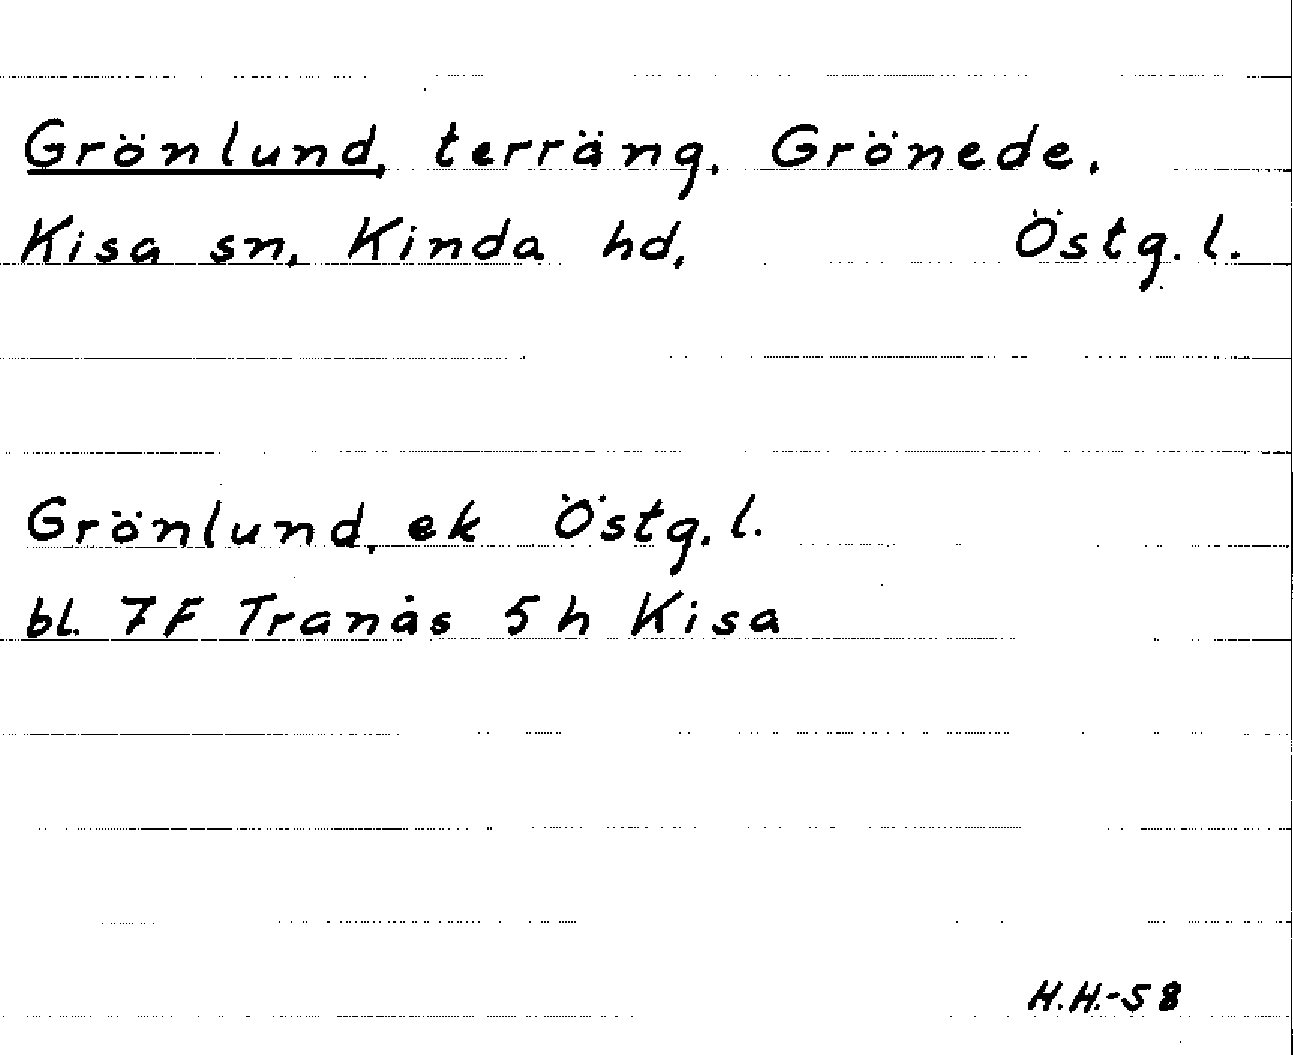 Grönlund, terräng, Grönede,
Kisa sn, Kinda hd, Östg. l.
Grönlund, ek Östg. l.
bl. 7F Tranås 5h Kisa
H.H.-58